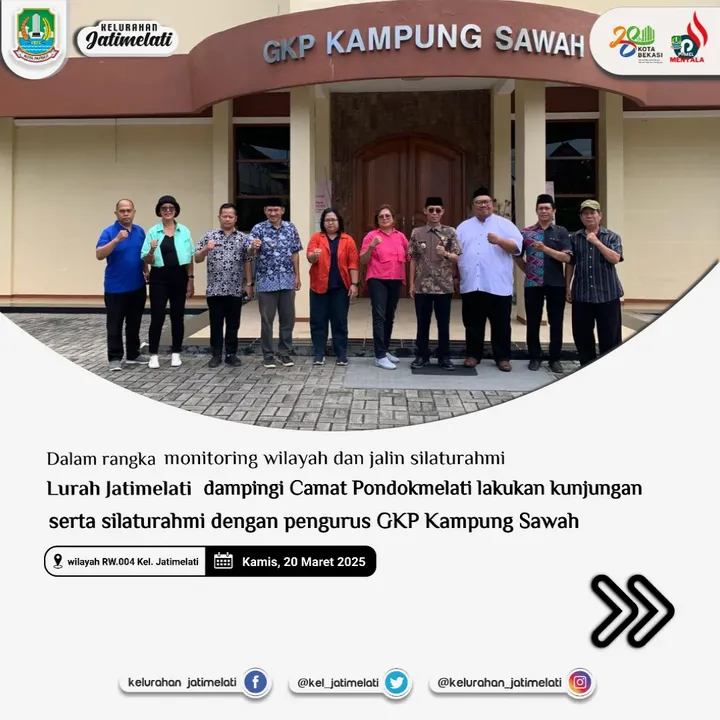 KELURAHAN
Jatimelati
GKP KAMPUNG SAWAH
28
KOTA
BEKASI
MENYALA
Dalam rangka monitoring wilayah dan jalin silaturahmi
Lurah Jatimelati dampingi Camat Pondokmelati lakukan kunjungan
serta silaturahmi dengan pengurus GKP Kampung Sawah
wilayah RW.004 Kel. Jatimelati
Kamis, 20 Maret 2025
kelurahan jatimelati
@kel_jatimelati
@kelurahan_jatimelati